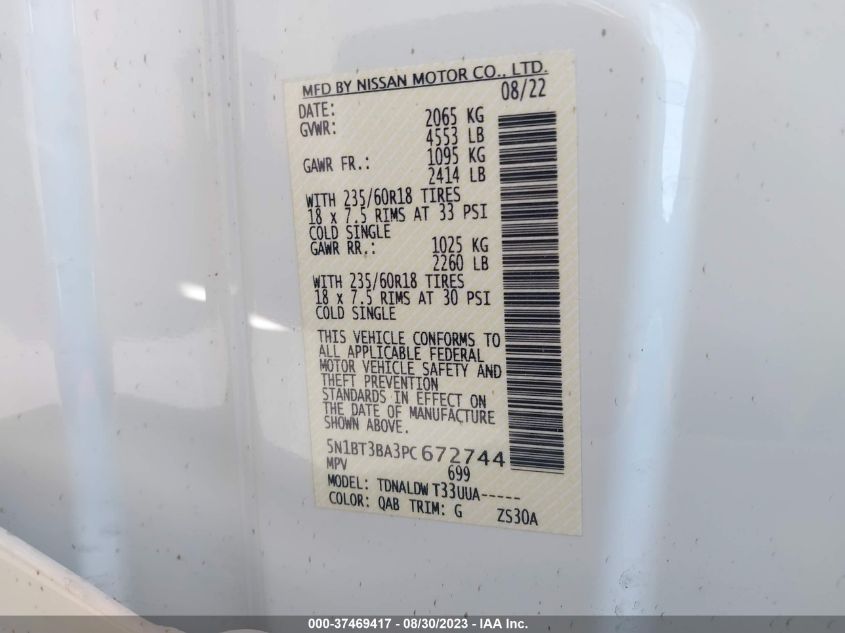 MFD BY NISSAN MOTOR CO., LTD.
DATE: 08/22
GVWR: 2065 KG
4553 LB
GAWR FR.: 1095 KG
2414 LB
WITH 235/60R18 TIRES
18 x 7.5 RIMS AT 33 PSI
COLD SINGLE
GAWR RR.: 1025 KG
2260 LB
WITH 235/60R18 TIRES
18 x 7.5 RIMS AT 30 PSI
COLD SINGLE
THIS VEHICLE CONFORMS TO
ALL APPLICABLE FEDERAL
MOTOR VEHICLE SAFETY AND
THEFT PREVENTION
STANDARDS IN EFFECT ON
THE DATE OF MANUFACTURE
SHOWN ABOVE.
5N1BT3BA3PC672744
MPV 699
MODEL: TDNALDW T33UUA-----
COLOR: QAB TRIM: G ZS30A
000-37469417 - 08/30/2023 - IAA Inc.